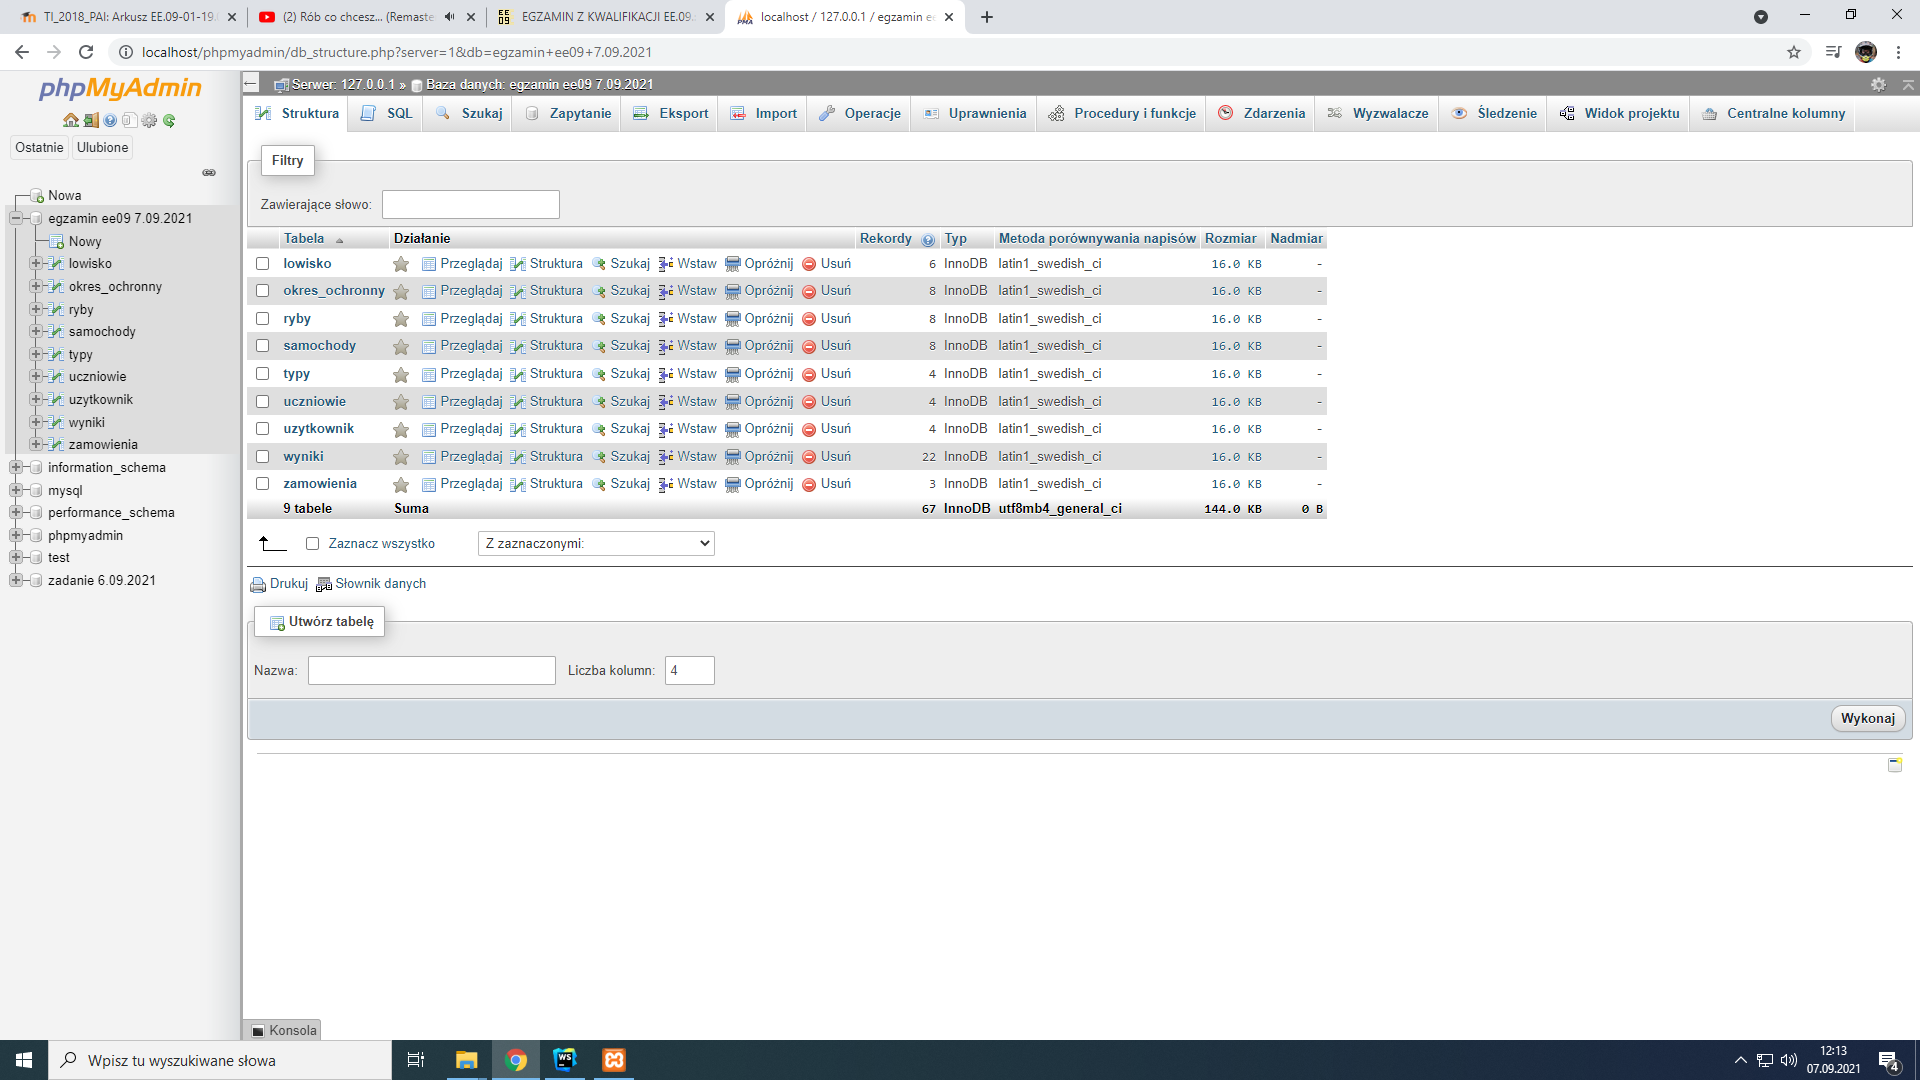 TI_2018_PAI: Arkusz EE.09-01-19.0
(2) Rób co chcesz... (Remaste
EGZAMIN Z KWALIFIKACJI EE.09
localhost / 127.0.0.1 / egzamin ee
localhost/phpmyadmin/db_structure.php?server=1&db=egzamin+ee09+7.09.2021
phpMyAdmin
Ostatnie Ulubione
Nowa
egzamin ee09 7.09.2021
Nowy
lowisko
okres_ochronny
ryby
samochody
typy
uczniowie
uzytkownik
wyniki
zamowienia
information_schema
mysql
performance_schema
phpmyadmin
test
zadanie 6.09.2021
Serwer: 127.0.0.1 » Baza danych: egzamin ee09 7.09.2021
Struktura SQL Szukaj Zapytanie Eksport Import Operacje Uprawnienia Procedury i funkcje Zdarzenia Wyzwalacze Śledzenie Widok projektu Centralne kolumny
Filtry
Zawierające słowo:
Tabela Działanie Rekordy Typ Metoda porównywania napisów Rozmiar Nadmiar
lowisko Przeglądaj Struktura Szukaj Wstaw Opróżnij Usuń 6 InnoDB latin1_swedish_ci 16.0 KB -
okres_ochronny Przeglądaj Struktura Szukaj Wstaw Opróżnij Usuń 8 InnoDB latin1_swedish_ci 16.0 KB -
ryby Przeglądaj Struktura Szukaj Wstaw Opróżnij Usuń 8 InnoDB latin1_swedish_ci 16.0 KB -
samochody Przeglądaj Struktura Szukaj Wstaw Opróżnij Usuń 8 InnoDB latin1_swedish_ci 16.0 KB -
typy Przeglądaj Struktura Szukaj Wstaw Opróżnij Usuń 4 InnoDB latin1_swedish_ci 16.0 KB -
uczniowie Przeglądaj Struktura Szukaj Wstaw Opróżnij Usuń 4 InnoDB latin1_swedish_ci 16.0 KB -
uzytkownik Przeglądaj Struktura Szukaj Wstaw Opróżnij Usuń 4 InnoDB latin1_swedish_ci 16.0 KB -
wyniki Przeglądaj Struktura Szukaj Wstaw Opróżnij Usuń 22 InnoDB latin1_swedish_ci 16.0 KB -
zamowienia Przeglądaj Struktura Szukaj Wstaw Opróżnij Usuń 3 InnoDB latin1_swedish_ci 16.0 KB -
9 tabele Suma 67 InnoDB utf8mb4_general_ci 144.0 KB 0 B
Zaznacz wszystko Z zaznaczonymi:
Drukuj Słownik danych
Utwórz tabelę
Nazwa: Liczba kolumn: 4
Wykonaj
Konsola
Wpisz tu wyszukiwane słowa
12:13
07.09.2021
4